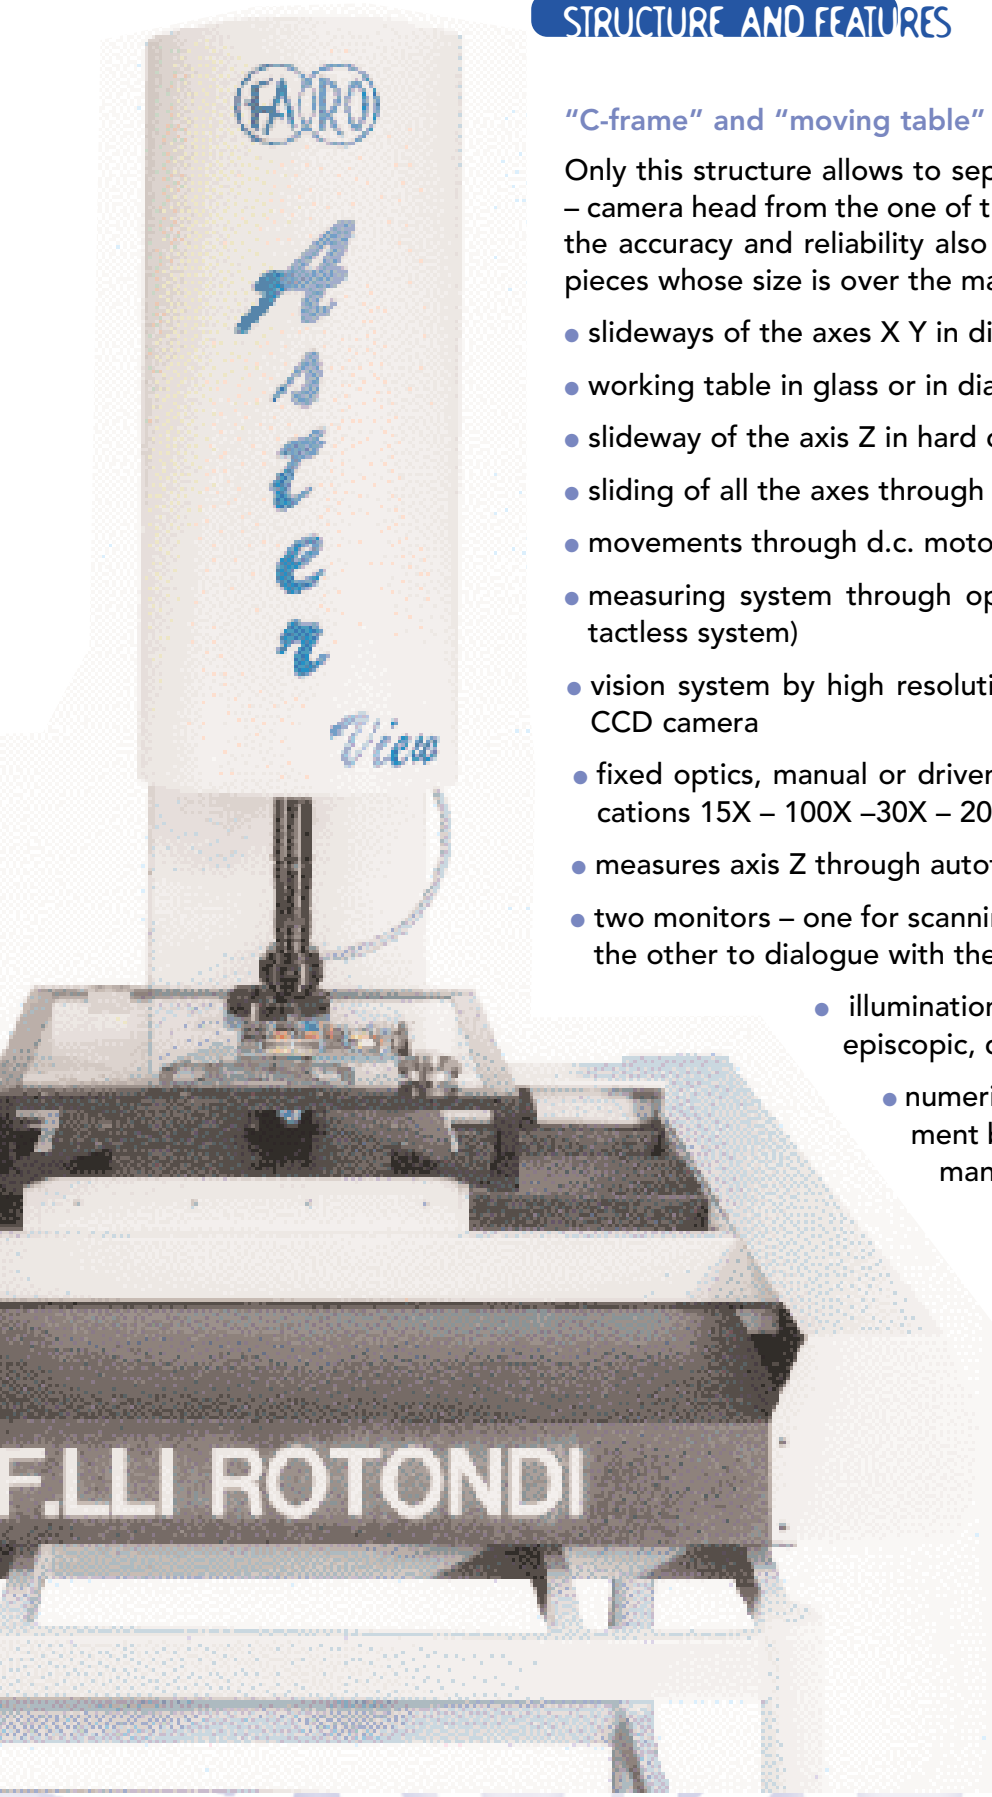 STRUCTURE AND FEATURES
FARO
Aster
View
"C-frame" and "moving table"
Only this structure allows to sep
– camera head from the one of t
the accuracy and reliability also
pieces whose size is over the ma
• slideways of the axes X Y in di
• working table in glass or in dia
• slideway of the axis Z in hard
• sliding of all the axes through
• movements through d.c. moto
• measuring system through op
tactless system)
• vision system by high resoluti
CCD camera
• fixed optics, manual or driven
cations 15X – 100X –30X – 20
• measures axis Z through autof
• two monitors – one for scannin
the other to dialogue with the
• illumination
episcopic,
• numeri
ment b
man
F.LLI ROTONDI